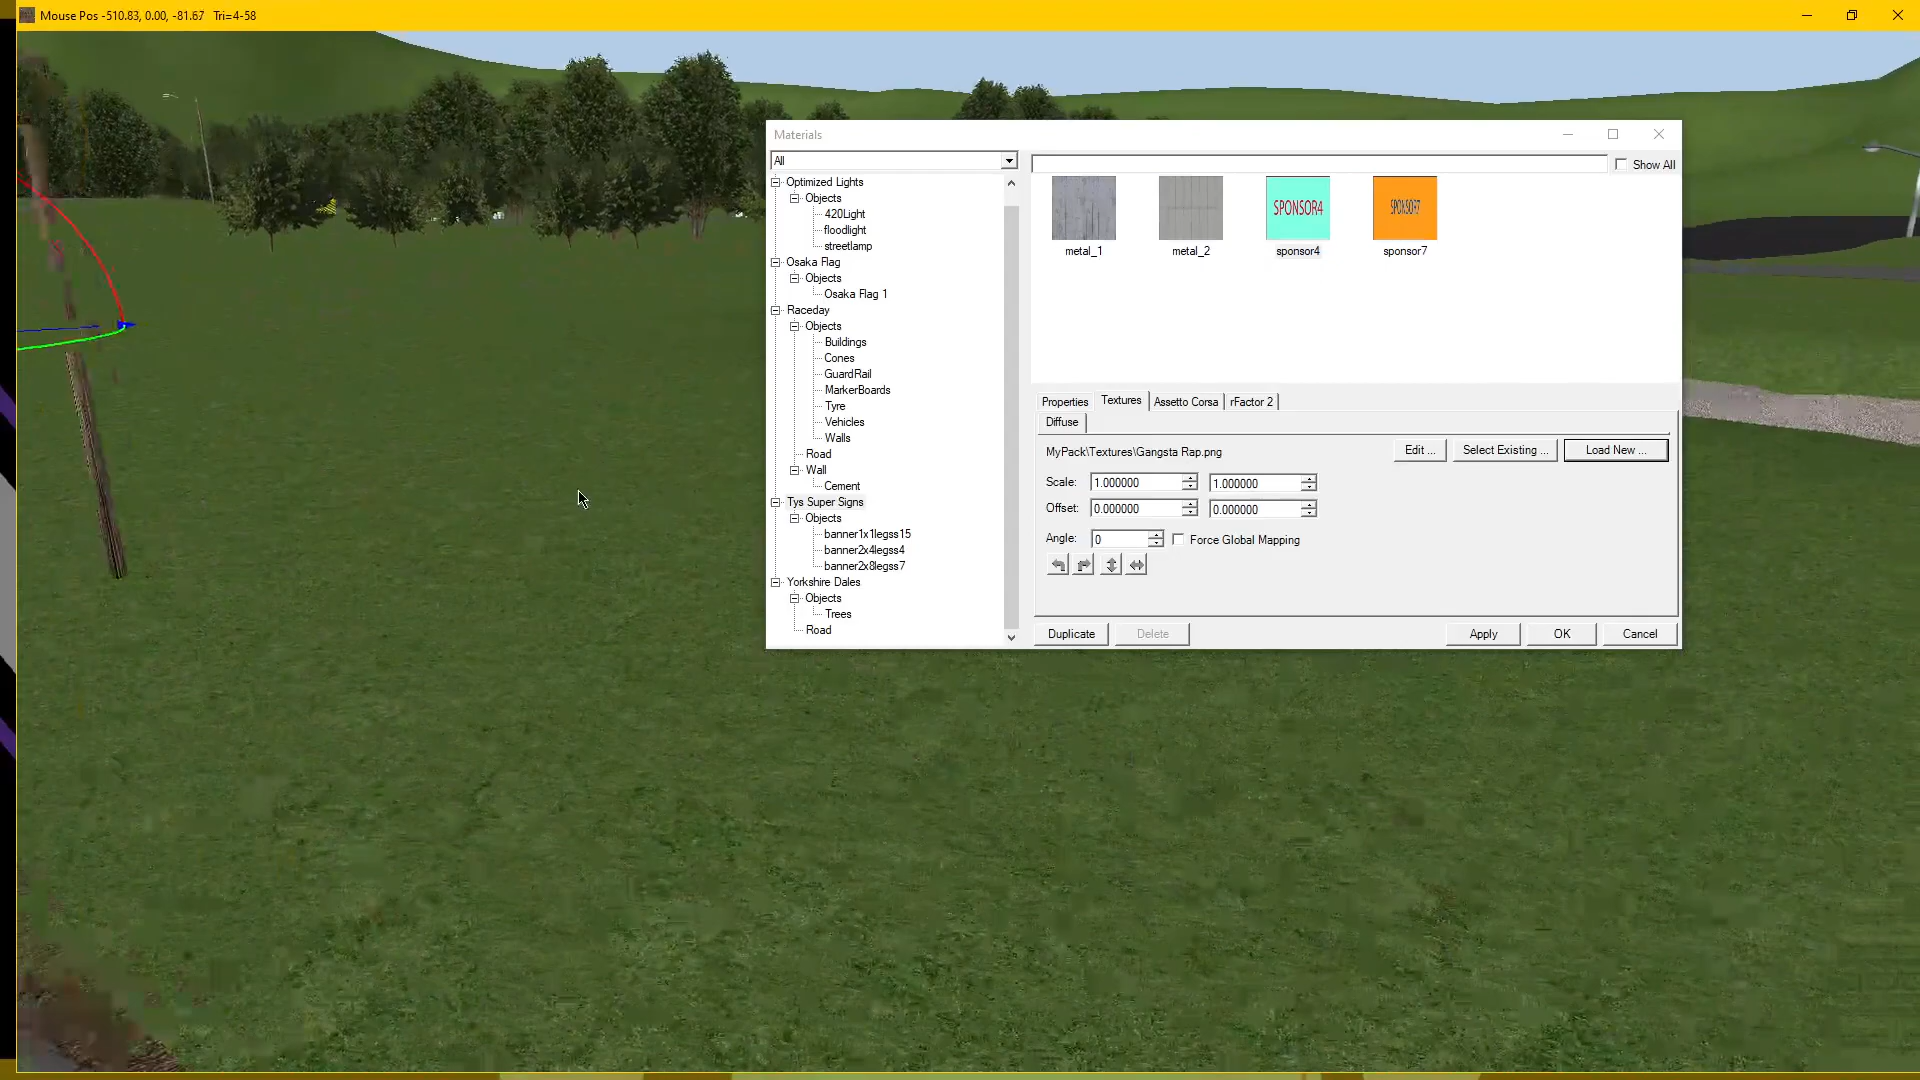 Mouse Pos -510.83, 0.00, -81.67   Tri=4-58
Materials
All
Show All
Optimized Lights
Objects
420Light
floodlight
streetlamp
Osaka Flag
Objects
Osaka Flag 1
Raceday
Objects
Buildings
Cones
GuardRail
MarkerBoards
Tyre
Vehicles
Walls
Road
Wall
Cement
Tys Super Signs
Objects
banner1x1legss15
banner2x4legss4
banner2x8legss7
Yorkshire Dales
Objects
Trees
Road
SPONSOR4
SPONSOR7
metal_1
metal_2
sponsor4
sponsor7
Properties
Textures
Assetto Corsa
rFactor 2
Diffuse
MyPack\Textures\Gangsta Rap.png
Edit ...
Select Existing ...
Load New ...
Scale: 1.000000 1.000000
Offset: 0.000000 0.000000
Angle: 0 Force Global Mapping
Duplicate
Delete
Apply
OK
Cancel